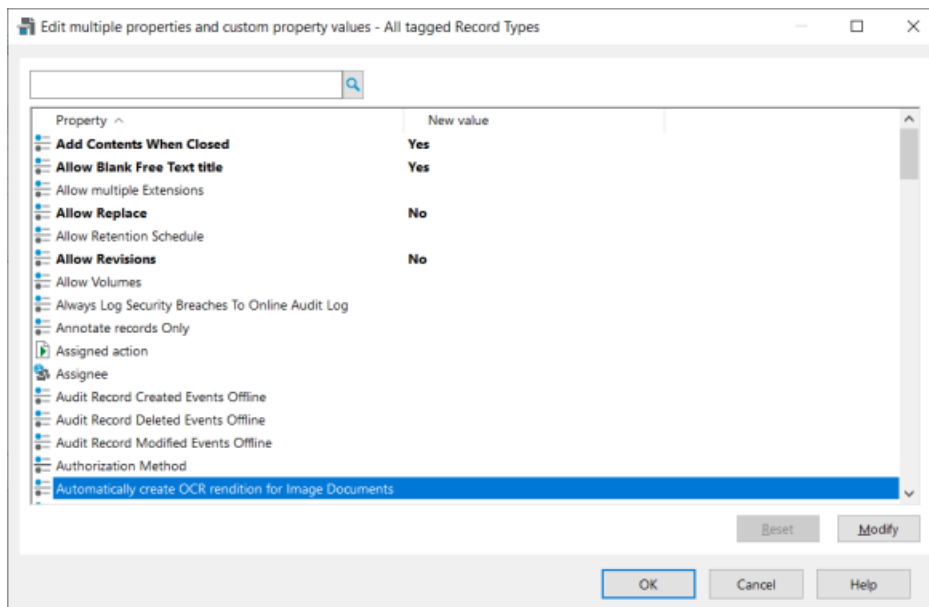 Edit multiple properties and custom property values - All tagged Record Types
Property New value
Add Contents When Closed Yes
Allow Blank Free Text title Yes
Allow multiple Extensions
Allow Replace No
Allow Retention Schedule
Allow Revisions No
Allow Volumes
Always Log Security Breaches To Online Audit Log
Annotate records Only
Assigned action
Assignee
Audit Record Created Events Offline
Audit Record Deleted Events Offline
Audit Record Modified Events Offline
Authorization Method
Automatically create OCR rendition for Image Documents
Reset Modify
OK Cancel Help